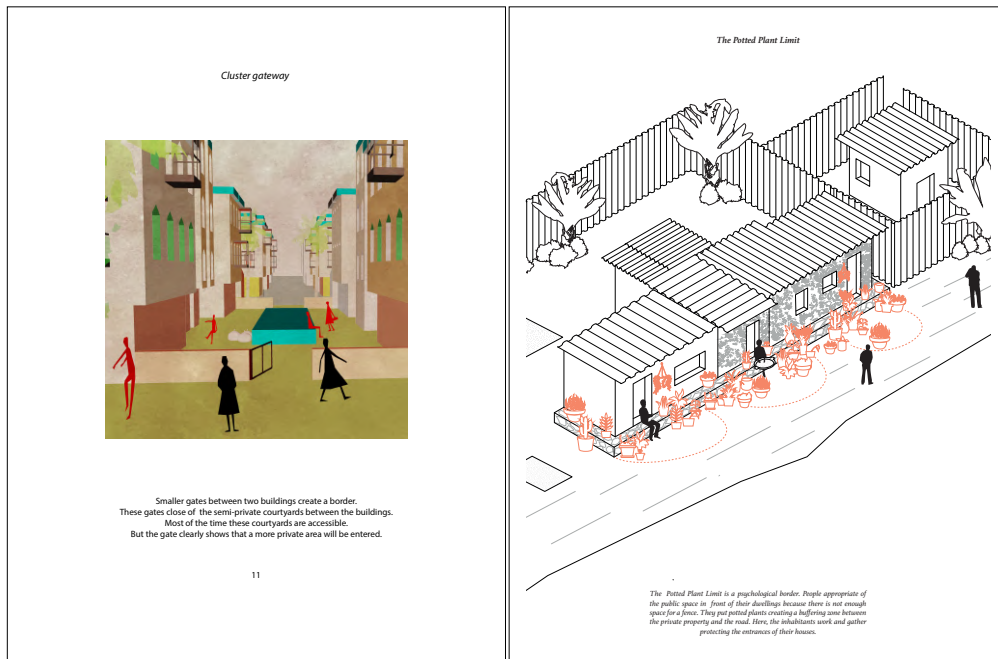 Cluster gateway
Smaller gates between two buildings create a border.
These gates close of the semi-private courtyards between the buildings.
Most of the time these courtyards are accessible.
But the gate clearly shows that a more private area will be entered.
11
The Potted Plant Limit
The Potted Plant Limit is a psychological border. People appropriate of
the public space in front of their dwellings because there is not enough
space for a fence. They put potted plants creating a buffering zone between
the private property and the road. Here, the inhabitants work and gather
protecting the entrances of their houses.